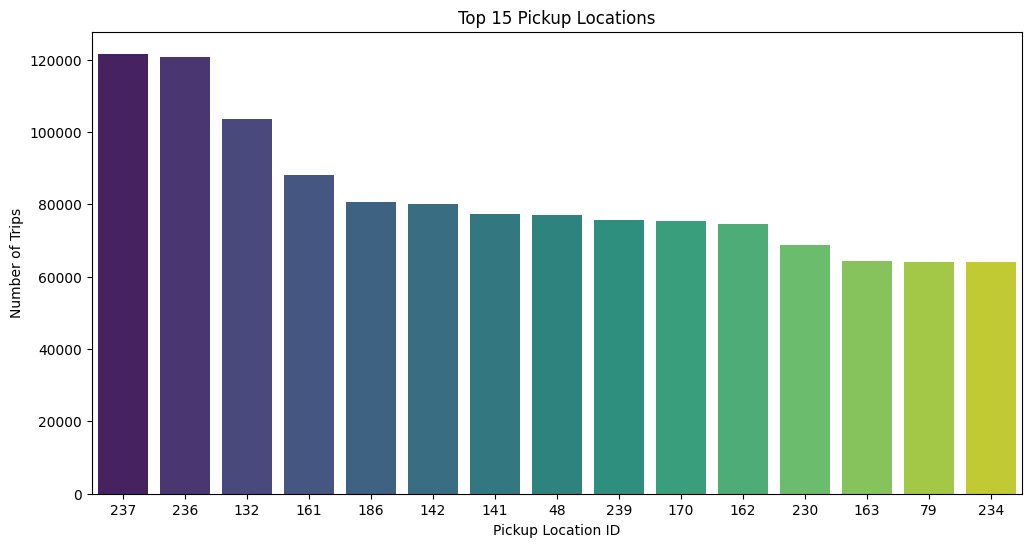 Top 15 Pickup Locations
Number of Trips
120000
100000
80000
60000
40000
20000
0
237 236 132 161 186 142 141 48 239 170 162 230 163 79 234
Pickup Location ID